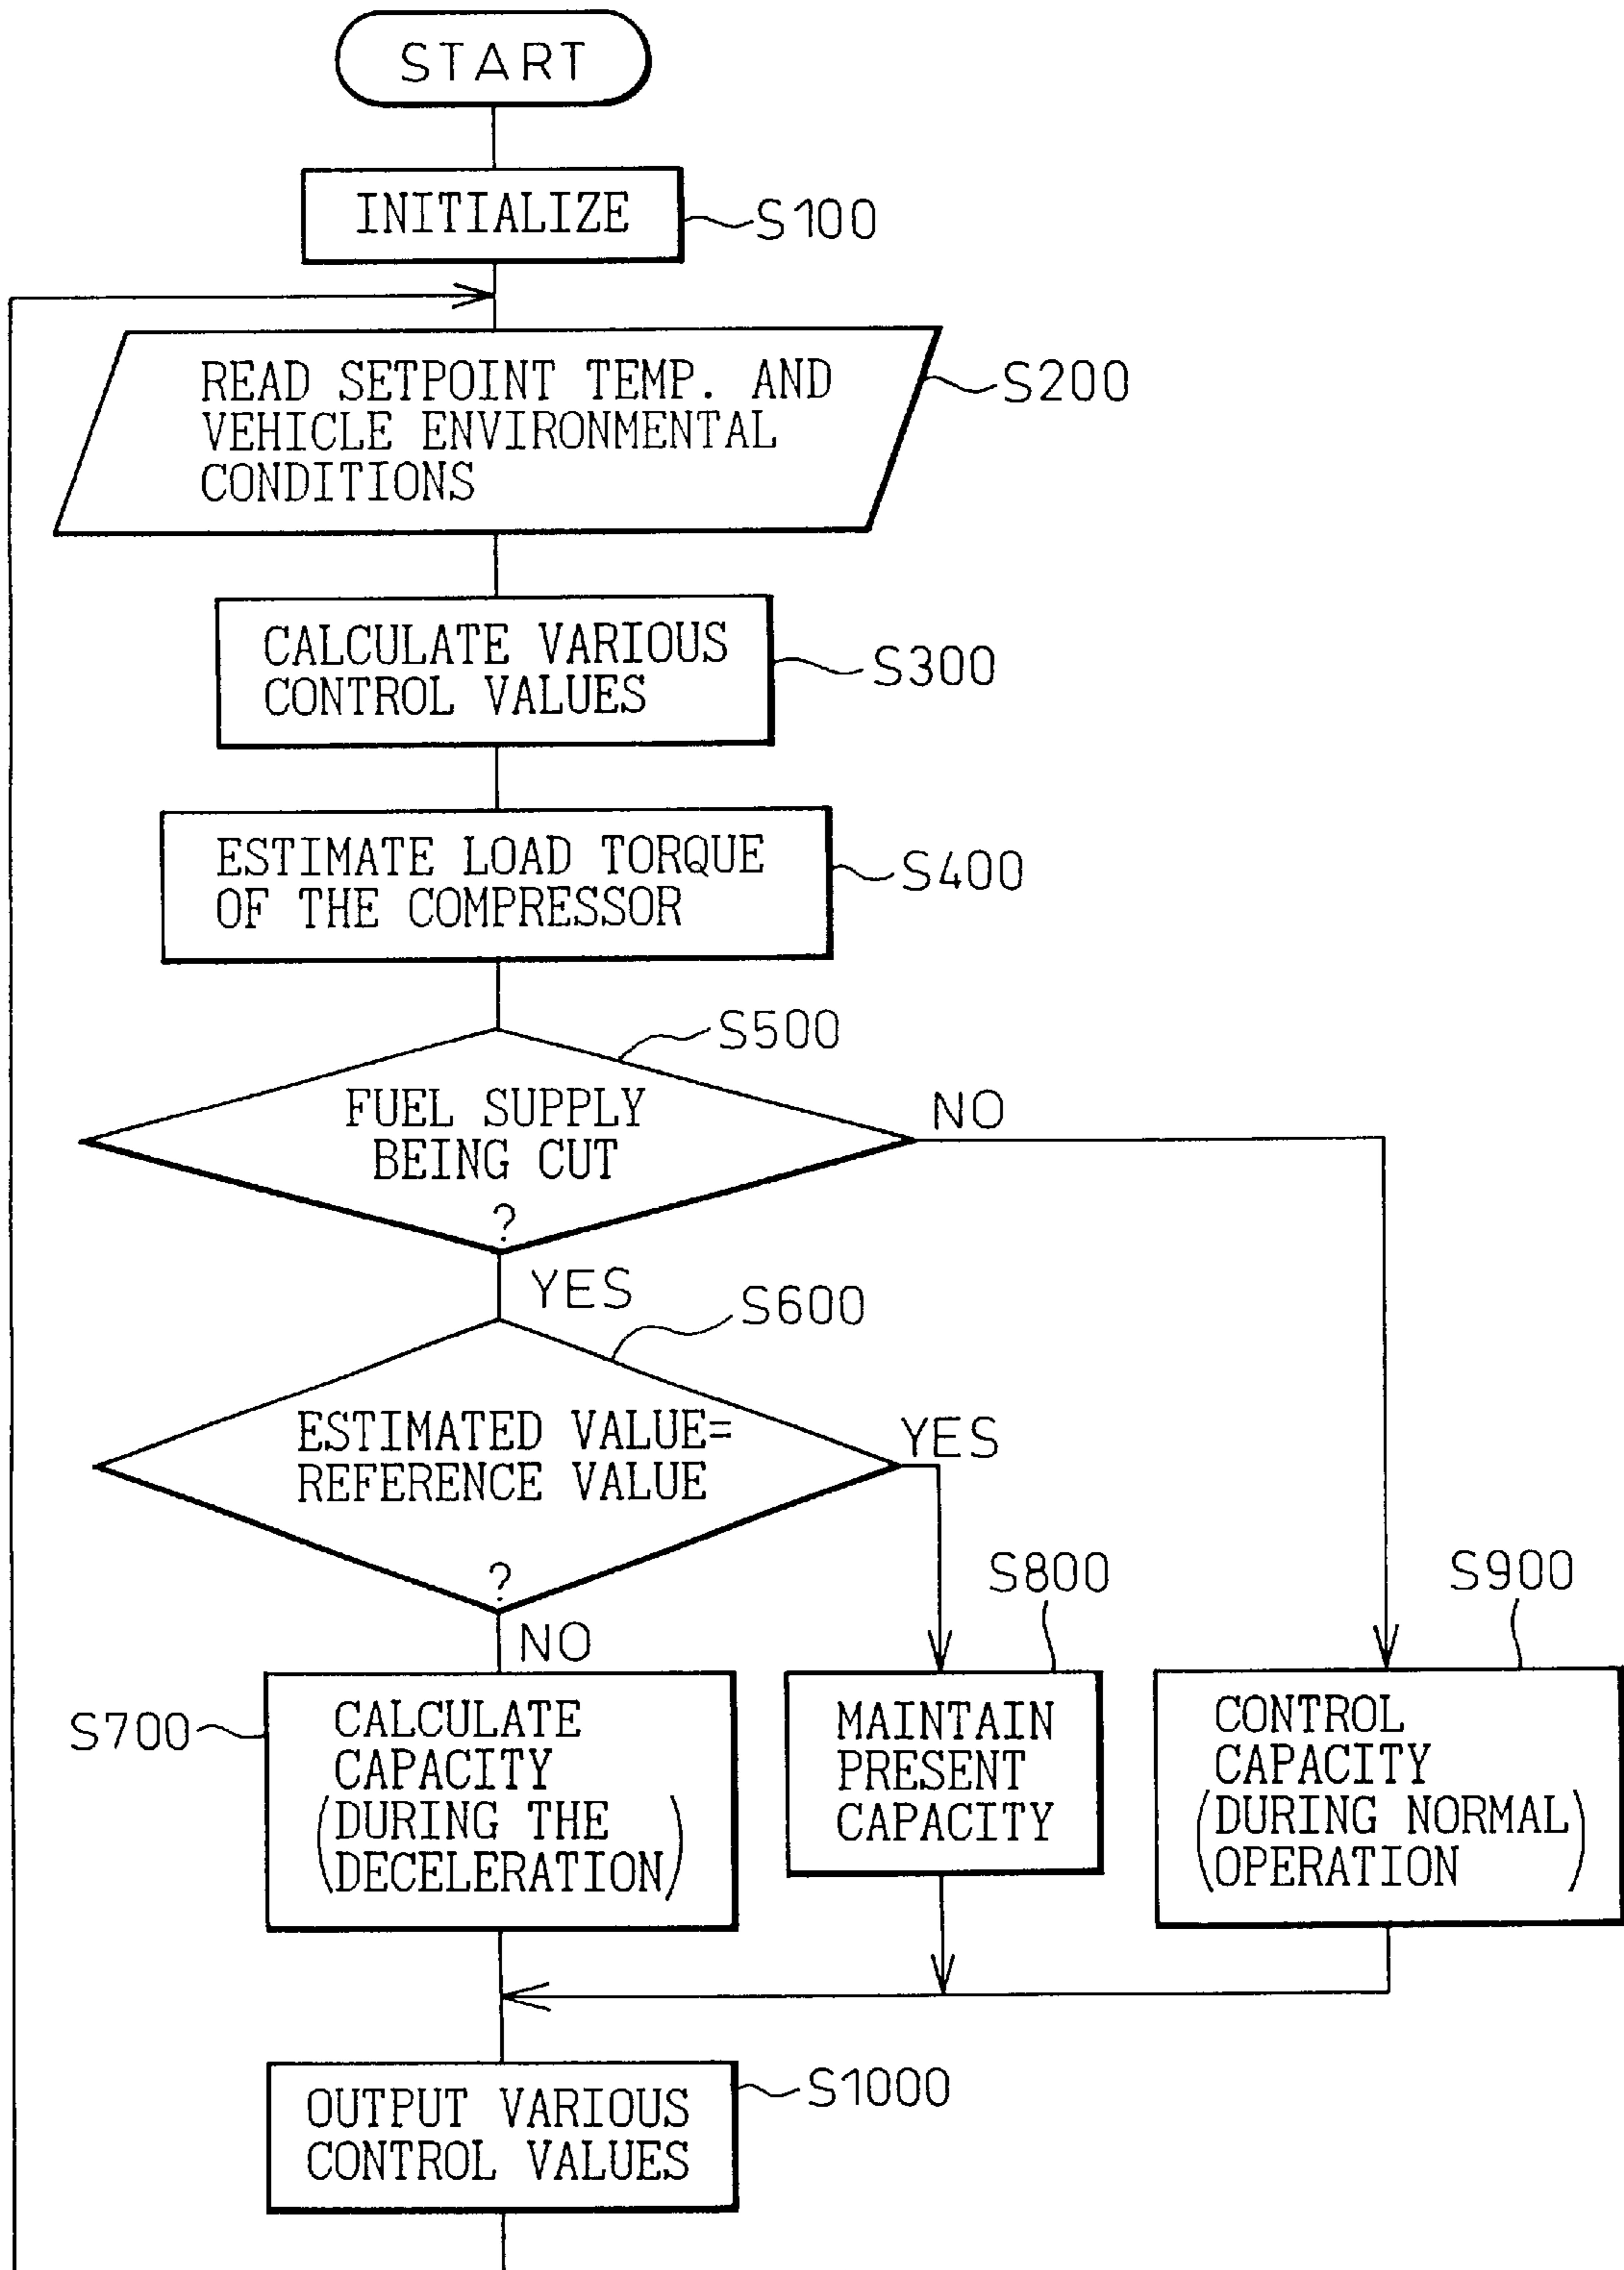 START
INITIALIZE
S100
READ SETPOINT TEMP. AND
VEHICLE ENVIRONMENTAL
CONDITIONS
S200
CALCULATE VARIOUS
CONTROL VALUES
S300
ESTIMATE LOAD TORQUE
OF THE COMPRESSOR
S400
S500
FUEL SUPPLY
BEING CUT
?
NO
YES
S600
ESTIMATED VALUE=
REFERENCE VALUE
?
YES
NO
S700
CALCULATE
CAPACITY
(DURING THE
DECELERATION)
S800
MAINTAIN
PRESENT
CAPACITY
S900
CONTROL
CAPACITY
(DURING NORMAL
OPERATION)
S1000
OUTPUT VARIOUS
CONTROL VALUES